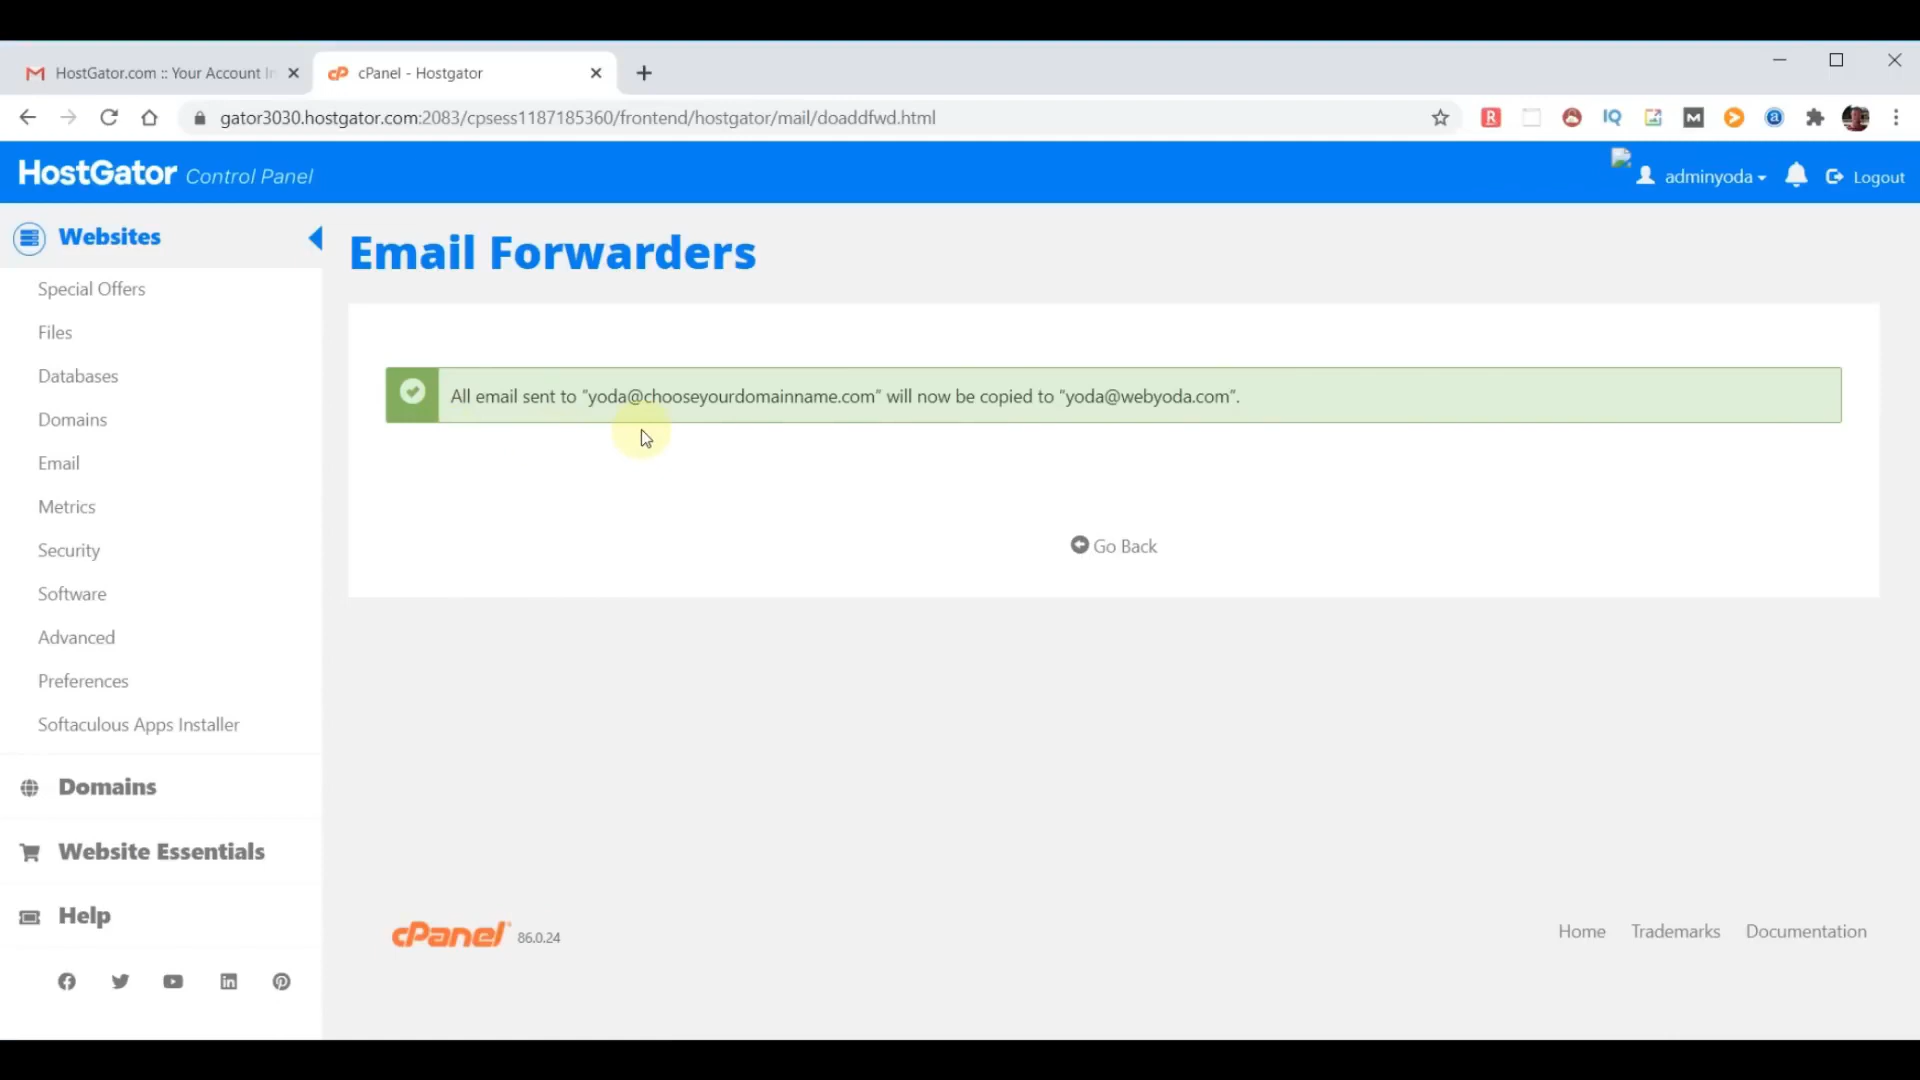 HostGator.com :: Your Account In
cPanel - Hostgator
gator3030.hostgator.com:2083/cpsess1187185360/frontend/hostgator/mail/doaddfwd.html
HostGator Control Panel
adminyoda
Logout
Websites
Special Offers
Files
Databases
Domains
Email
Metrics
Security
Software
Advanced
Preferences
Softaculous Apps Installer
Domains
Website Essentials
Help
Email Forwarders
All email sent to “yoda@chooseyourdomainname.com” will now be copied to “yoda@webyoda.com”.
Go Back
cPanel 86.0.24
Home Trademarks Documentation